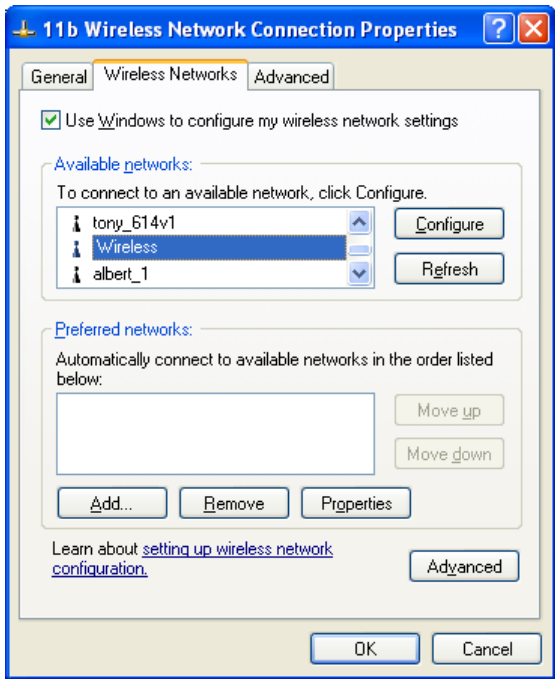 11b Wireless Network Connection Properties
General Wireless Networks Advanced
Use Windows to configure my wireless network settings
Available networks:
To connect to an available network, click Configure.
tony_614v1
Wireless
albert_1
Configure
Refresh
Preferred networks:
Automatically connect to available networks in the order listed
below:
Move up
Move down
Add... Remove Properties
Learn about setting up wireless network
configuration.
Advanced
OK Cancel